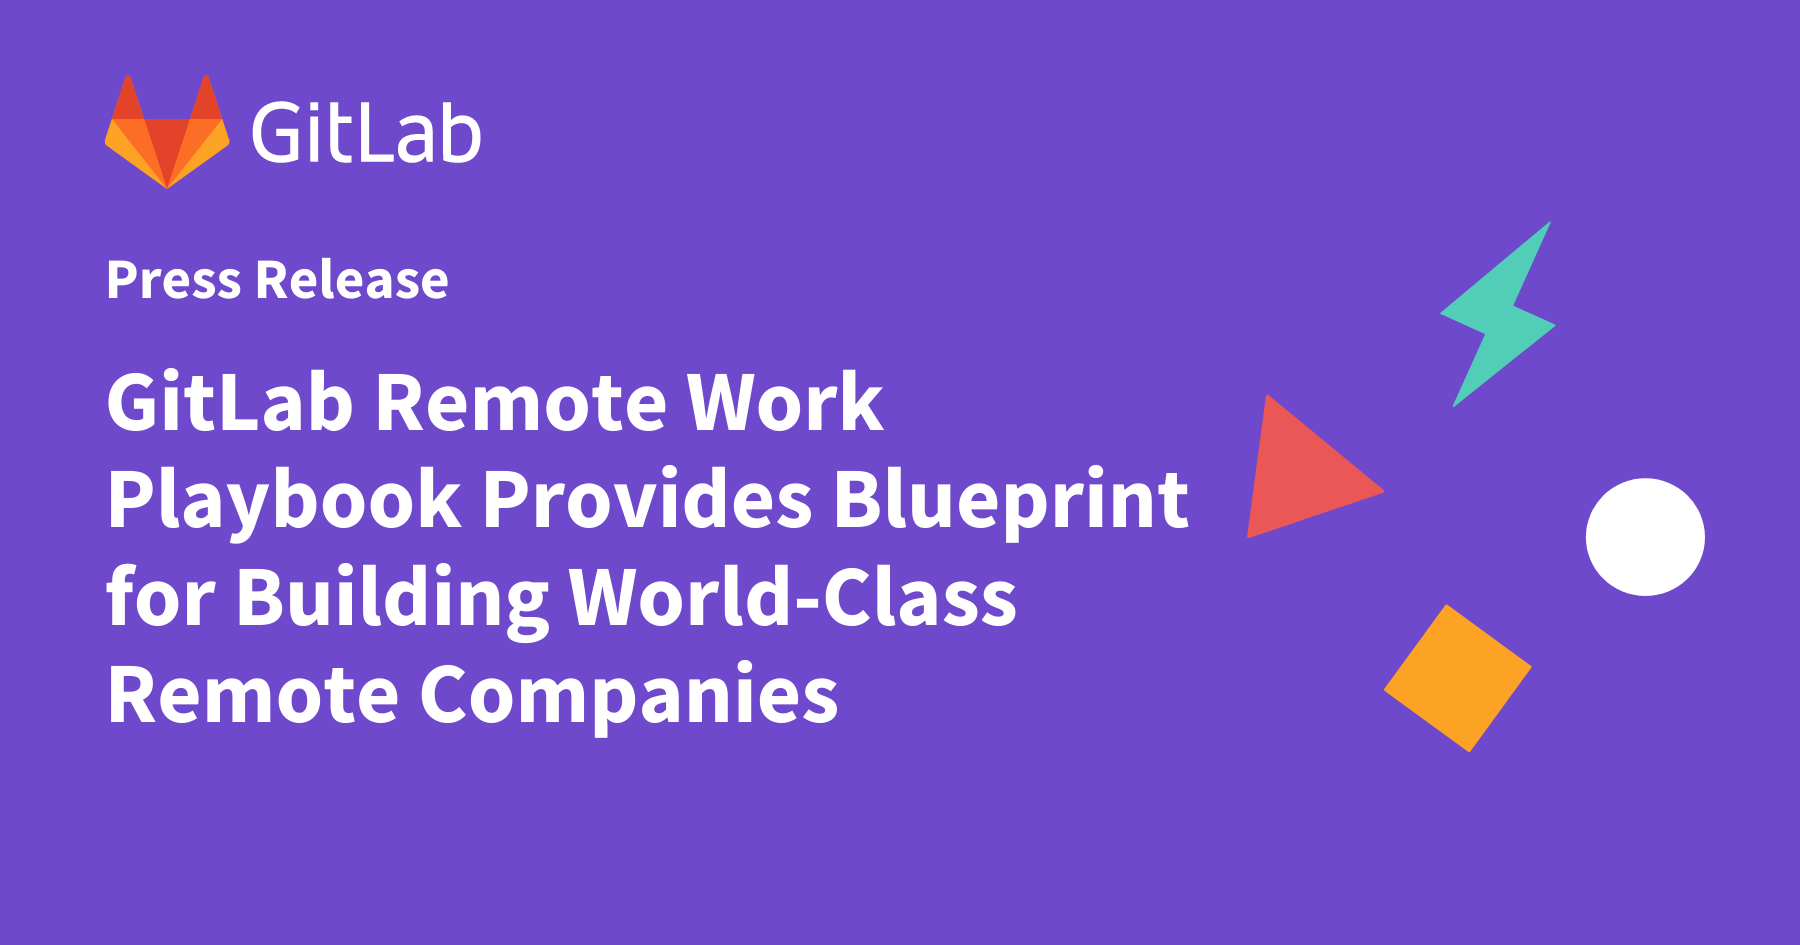 GitLab
Press Release
GitLab Remote Work
Playbook Provides Blueprint
for Building World-Class
Remote Companies